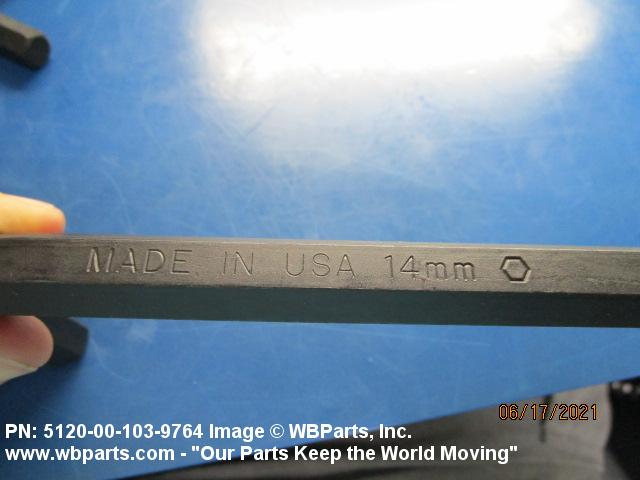 MADE IN USA 14mm
06/17/2021
PN: 5120-00-103-9764 Image © WBParts, Inc.
www.wbparts.com - "Our Parts Keep the World Moving"